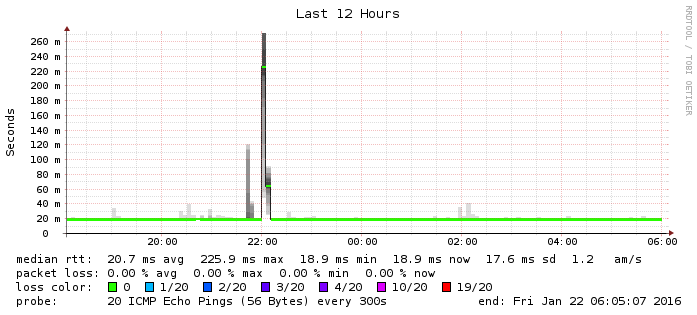 Last 12 Hours
RRDTOOL / TOBI OETIKER
Seconds
260 m
240 m
220 m
200 m
180 m
160 m
140 m
120 m
100 m
80 m
60 m
40 m
20 m
0
20:00 22:00 00:00 02:00 04:00 06:00
median rtt: 20.7 ms avg 225.9 ms max 18.9 ms min 18.9 ms now 17.6 ms sd 1.2 am/s
packet loss: 0.00 % avg 0.00 % max 0.00 % min 0.00 % now
loss color: 0 1/20 2/20 3/20 4/20 10/20 19/20
probe: 20 ICMP Echo Pings (56 Bytes) every 300s end: Fri Jan 22 06:05:07 2016